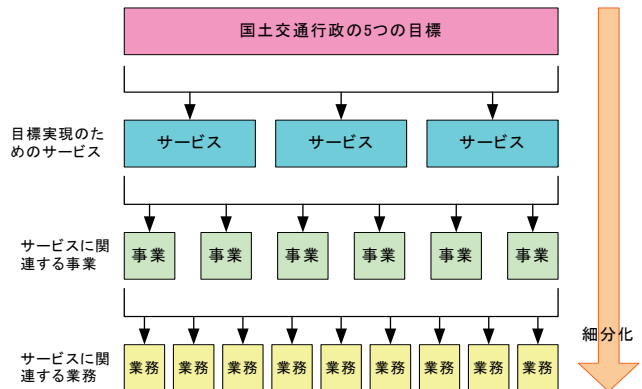 国土交通行政の5つの目標
目標実現のた
めのサービス
サービス サービス サービス
サービスに関
連する事業
事業 事業 事業 事業 事業 事業
細分化
サービスに関
連する業務
業務 業務 業務 業務 業務 業務 業務 業務 業務